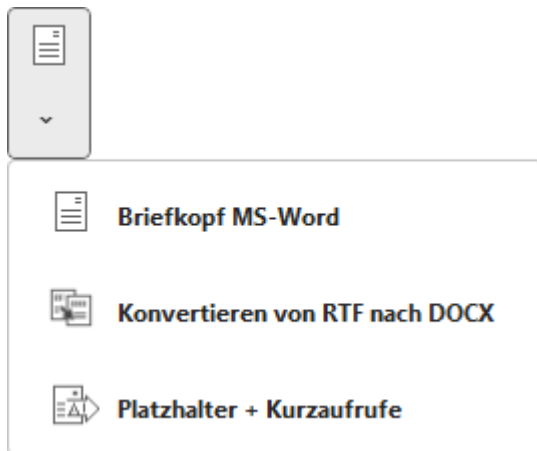 Briefkopf MS-Word
Konvertieren von RTF nach DOCX
Platzhalter + Kurzaufrufe